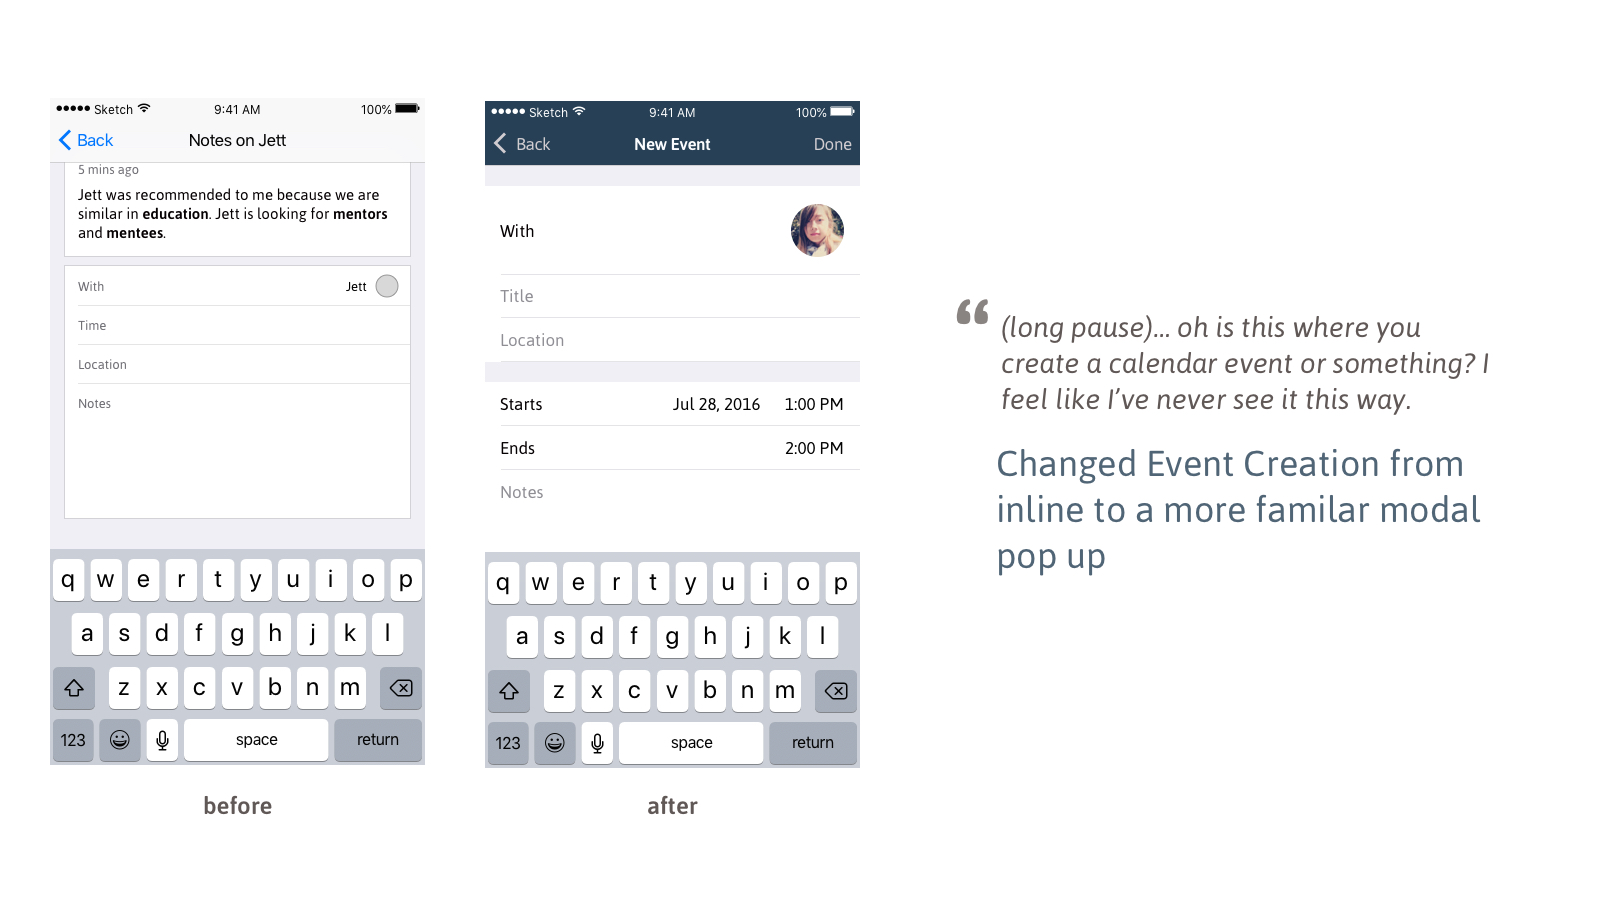 Sketch 9:41 AM 100%
Back Notes on Jett
5 mins ago
Jett was recommended to me because we are
similar in education. Jett is looking for mentors
and mentees.
With Jett
Time
Location
Notes
q w e r t y u i o p
a s d f g h j k l
z x c v b n m
123 space return
before
Sketch 9:41 AM 100%
Back New Event Done
With
Title
Location
Starts Jul 28, 2016 1:00 PM
Ends 2:00 PM
Notes
q w e r t y u i o p
a s d f g h j k l
z x c v b n m
123 space return
after
“ (long pause)... oh is this where you
create a calendar event or something? I
feel like I’ve never see it this way.
Changed Event Creation from
inline to a more familar modal
pop up